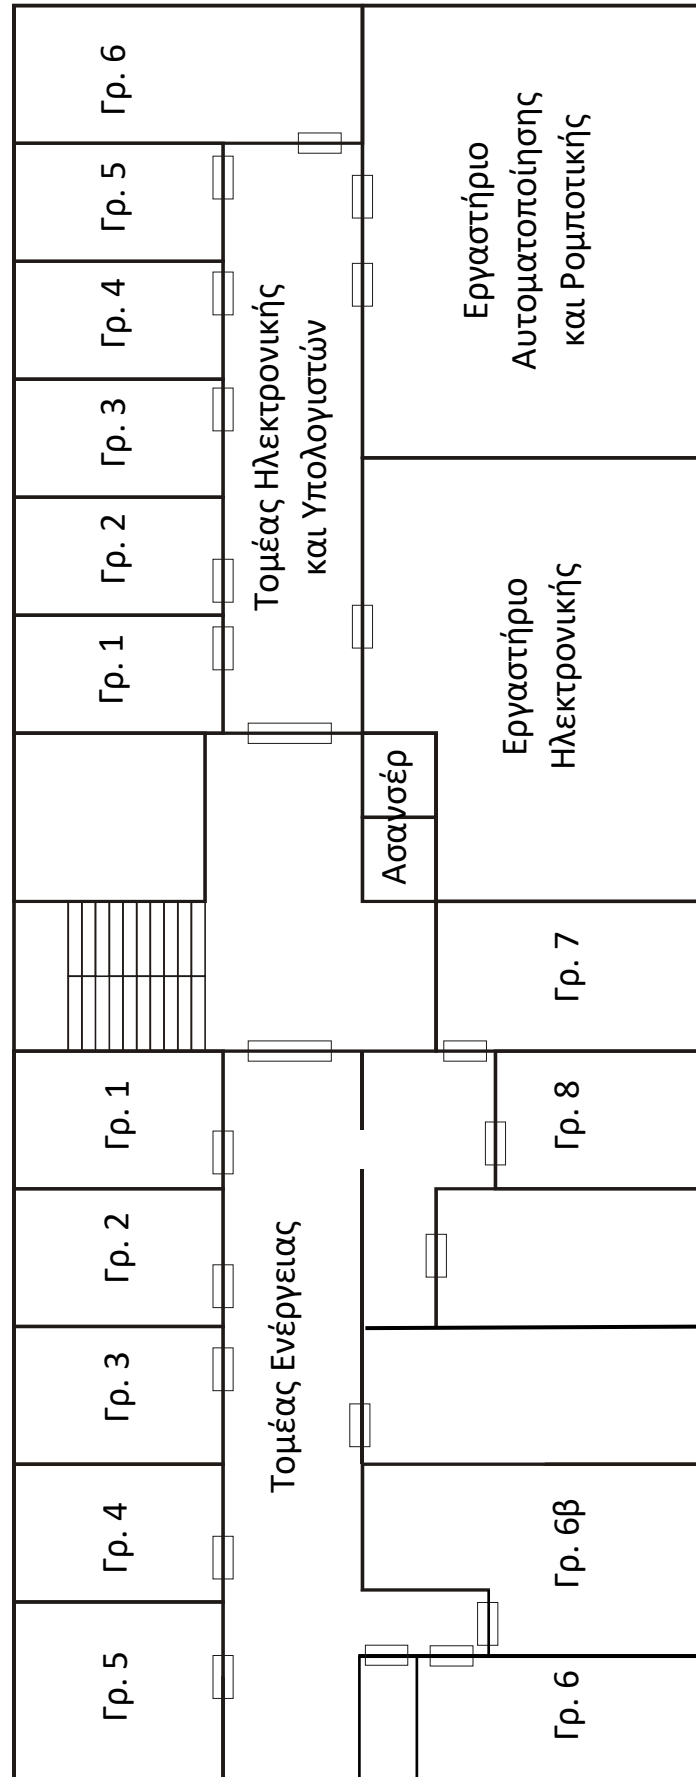 Γρ. 6
Γρ. 5
Γρ. 4
Γρ. 3
Γρ. 2
Γρ. 1
Τομέας Ηλεκτρονικής
και Υπολογιστών
Εργαστήριο
Αυτοματοποίησης
και Ρομποτικής
Εργαστήριο
Ηλεκτρονικής
Ασανσέρ
Γρ. 7
Γρ. 1
Γρ. 2
Γρ. 3
Γρ. 4
Γρ. 5
Τομέας Ενέργειας
Γρ. 8
Γρ. 6β
Γρ. 6